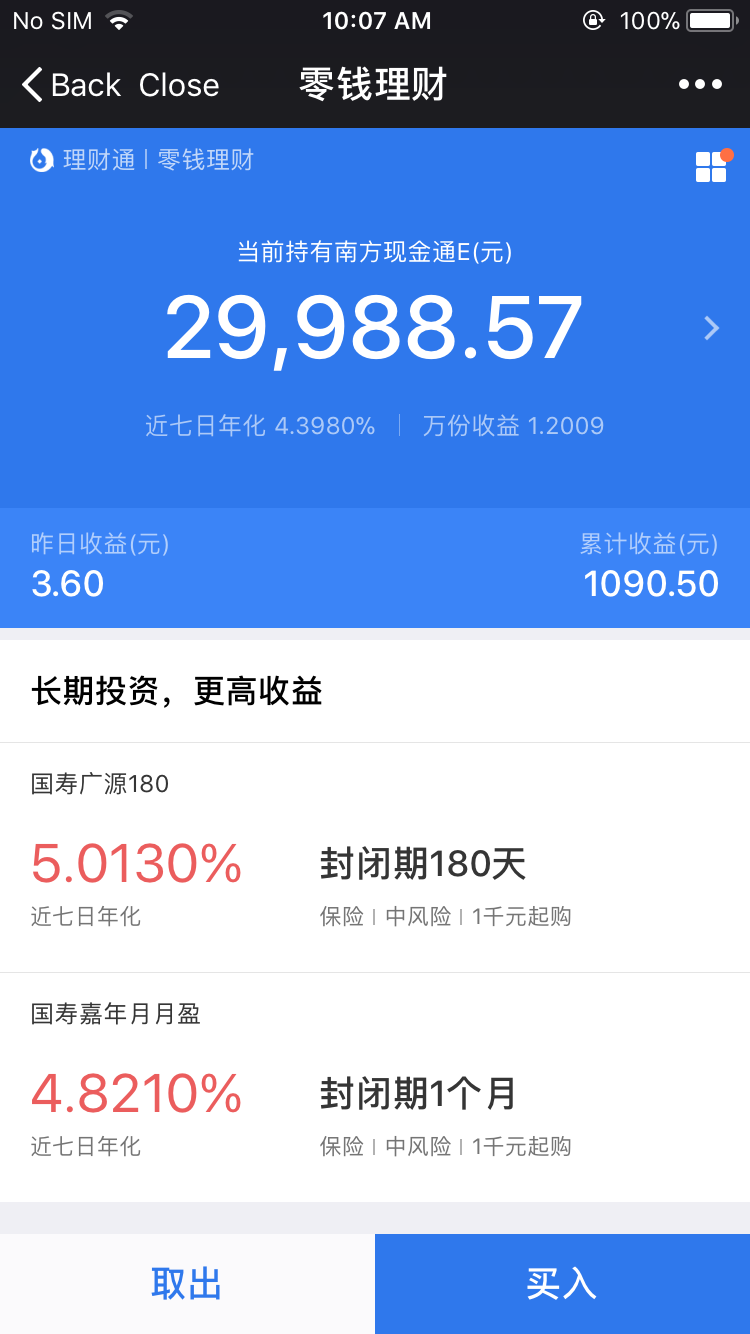 No SIM 10:07 AM 100%
Back Close 零钱理财
理财通 | 零钱理财
当前持有南方现金通E(元)
29,988.57
近七日年化 4.3980% | 万份收益 1.2009
昨日收益(元) 累计收益(元)
3.60 1090.50
长期投资，更高收益
国寿广源180
5.0130% 封闭期180天
近七日年化 保险 | 中风险 | 1千元起购
国寿嘉年月月盈
4.8210% 封闭期1个月
近七日年化 保险 | 中风险 | 1千元起购
取出 买入